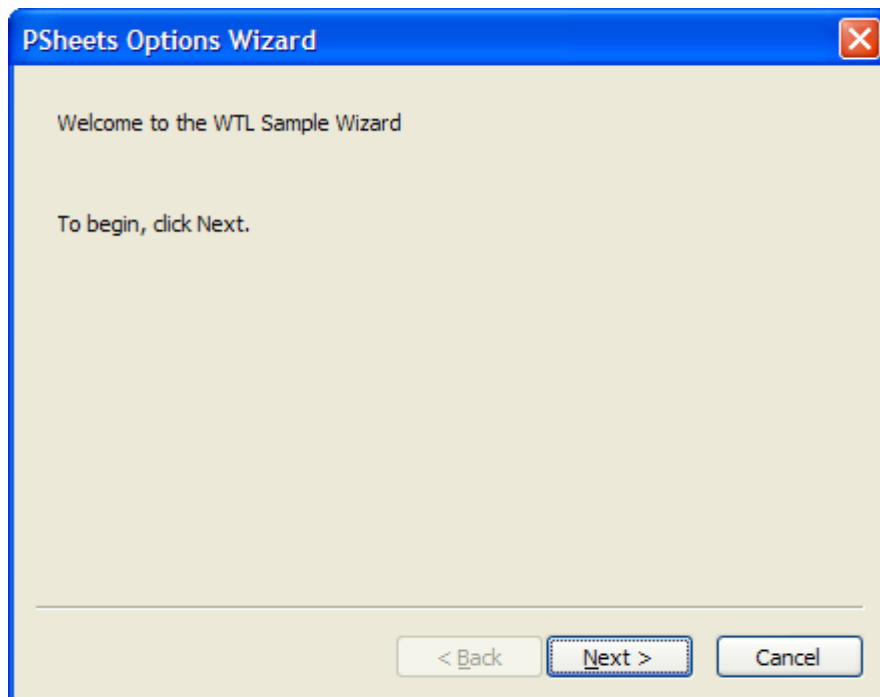 PSheets Options Wizard
Welcome to the WTL Sample Wizard
To begin, click Next.
< Back Next > Cancel